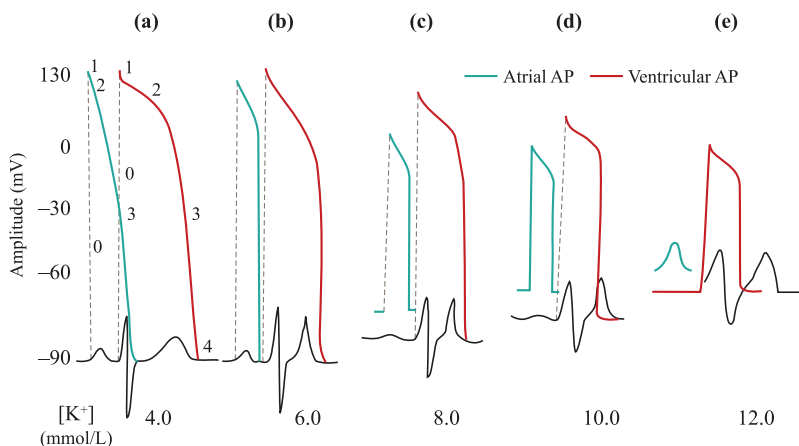 (a) (b) (c) (d) (e)
Atrial AP Ventricular AP
Amplitude (mV)
130
0
–30
–60
–90
1 1
2 2
0
0 3 3
4
[K⁺] 4.0 6.0 8.0 10.0 12.0
(mmol/L)